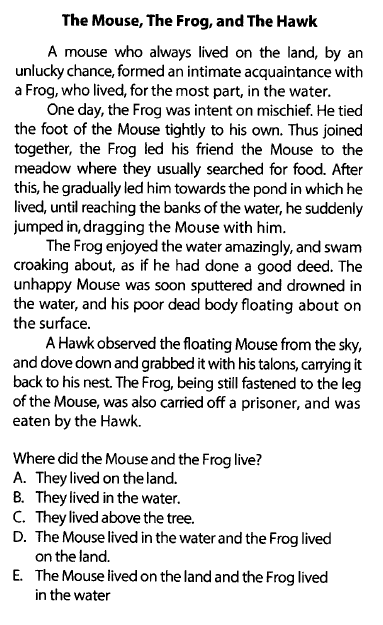 The Mouse, The Frog, and The Hawk
A mouse who always lived on the land, by an
unlucky chance, formed an intimate acquaintance with
a Frog, who lived, for the most part, in the water.
One day, the Frog was intent on mischief. He tied
the foot of the Mouse tightly to his own. Thus joined
together, the Frog led his friend the Mouse to the
meadow where they usually searched for food. After
this, he gradually led him towards the pond in which he
lived, until reaching the banks of the water, he suddenly
jumped in, dragging the Mouse with him.
The Frog enjoyed the water amazingly, and swam
croaking about, as if he had done a good deed. The
unhappy Mouse was soon sputtered and drowned in
the water, and his poor dead body floating about on
the surface.
A Hawk observed the floating Mouse from the sky,
and dove down and grabbed it with his talons, carrying it
back to his nest. The Frog, being still fastened to the leg
of the Mouse, was also carried off a prisoner, and was
eaten by the Hawk.
Where did the Mouse and the Frog live?
A. They lived on the land.
B. They lived in the water.
C. They lived above the tree.
D. The Mouse lived in the water and the Frog lived
on the land.
E. The Mouse lived on the land and the Frog lived
in the water